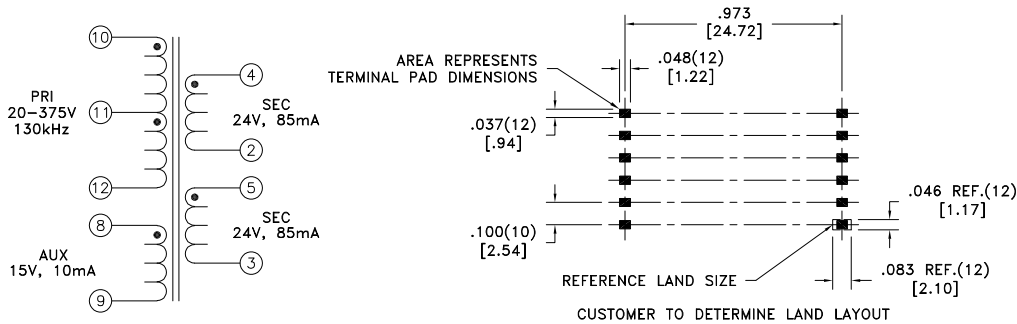 10
11
12
8
9
PRI
20-375V
130kHz
AUX
15V, 10mA
4
2
5
3
SEC
24V, 85mA
SEC
24V, 85mA
.973
[24.72]
AREA REPRESENTS
TERMINAL PAD DIMENSIONS
.048(12)
[1.22]
.037(12)
[.94]
.100(10)
[2.54]
.046 REF.(12)
[1.17]
.083 REF.(12)
[2.10]
REFERENCE LAND SIZE
CUSTOMER TO DETERMINE LAND LAYOUT